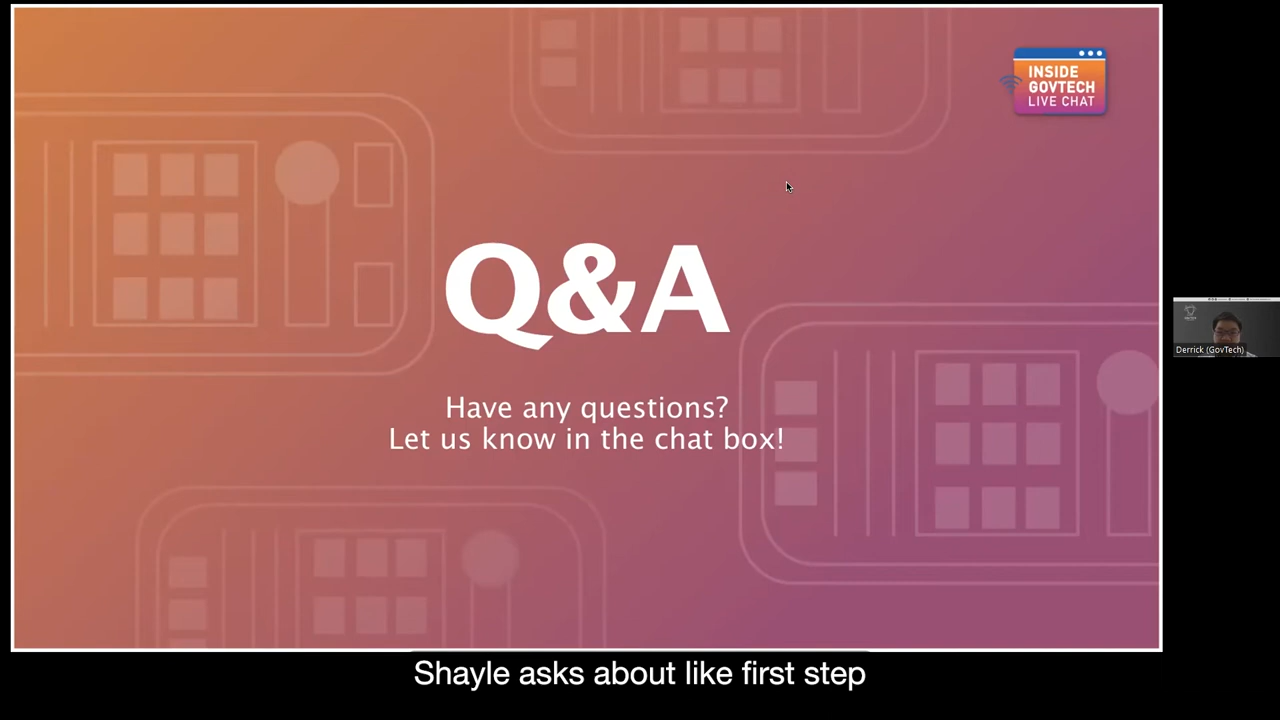 INSIDE
GOVTECH
LIVE CHAT
Q&A
Have any questions?
Let us know in the chat box!
Derrick (GovTech)
Shayle asks about like first step